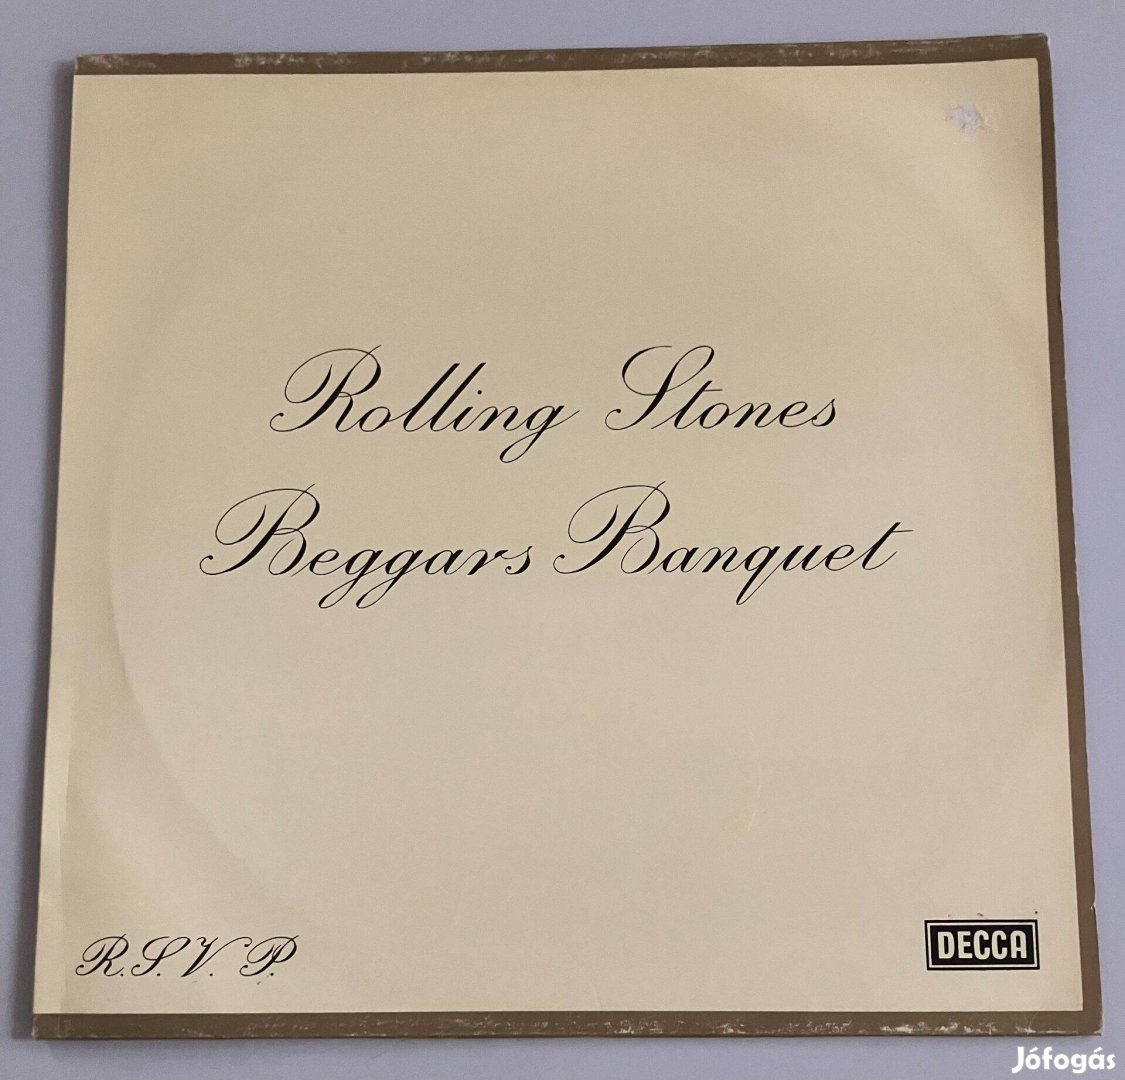 Rolling Stones
Beggars Banquet
R.S.V.P.
DECCA
Jófogás